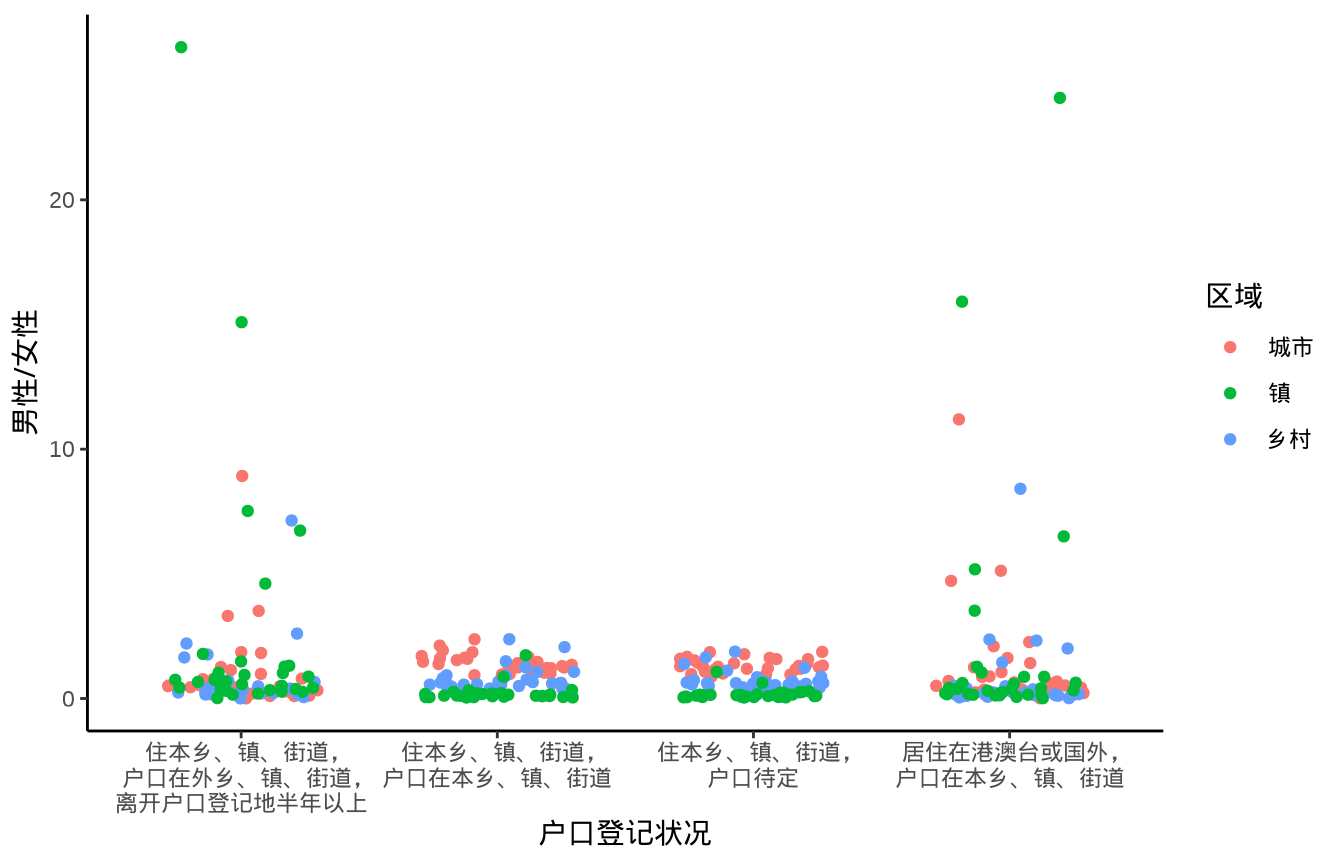 20
10
0
男性/女性
住本乡、镇、街道，
户口在外乡、镇、街道，
离开户口登记地半年以上
住本乡、镇、街道，
户口在本乡、镇、街道
住本乡、镇、街道，
户口待定
居住在港澳台或国外，
户口在本乡、镇、街道
户口登记状况
区域
城市
镇
乡村